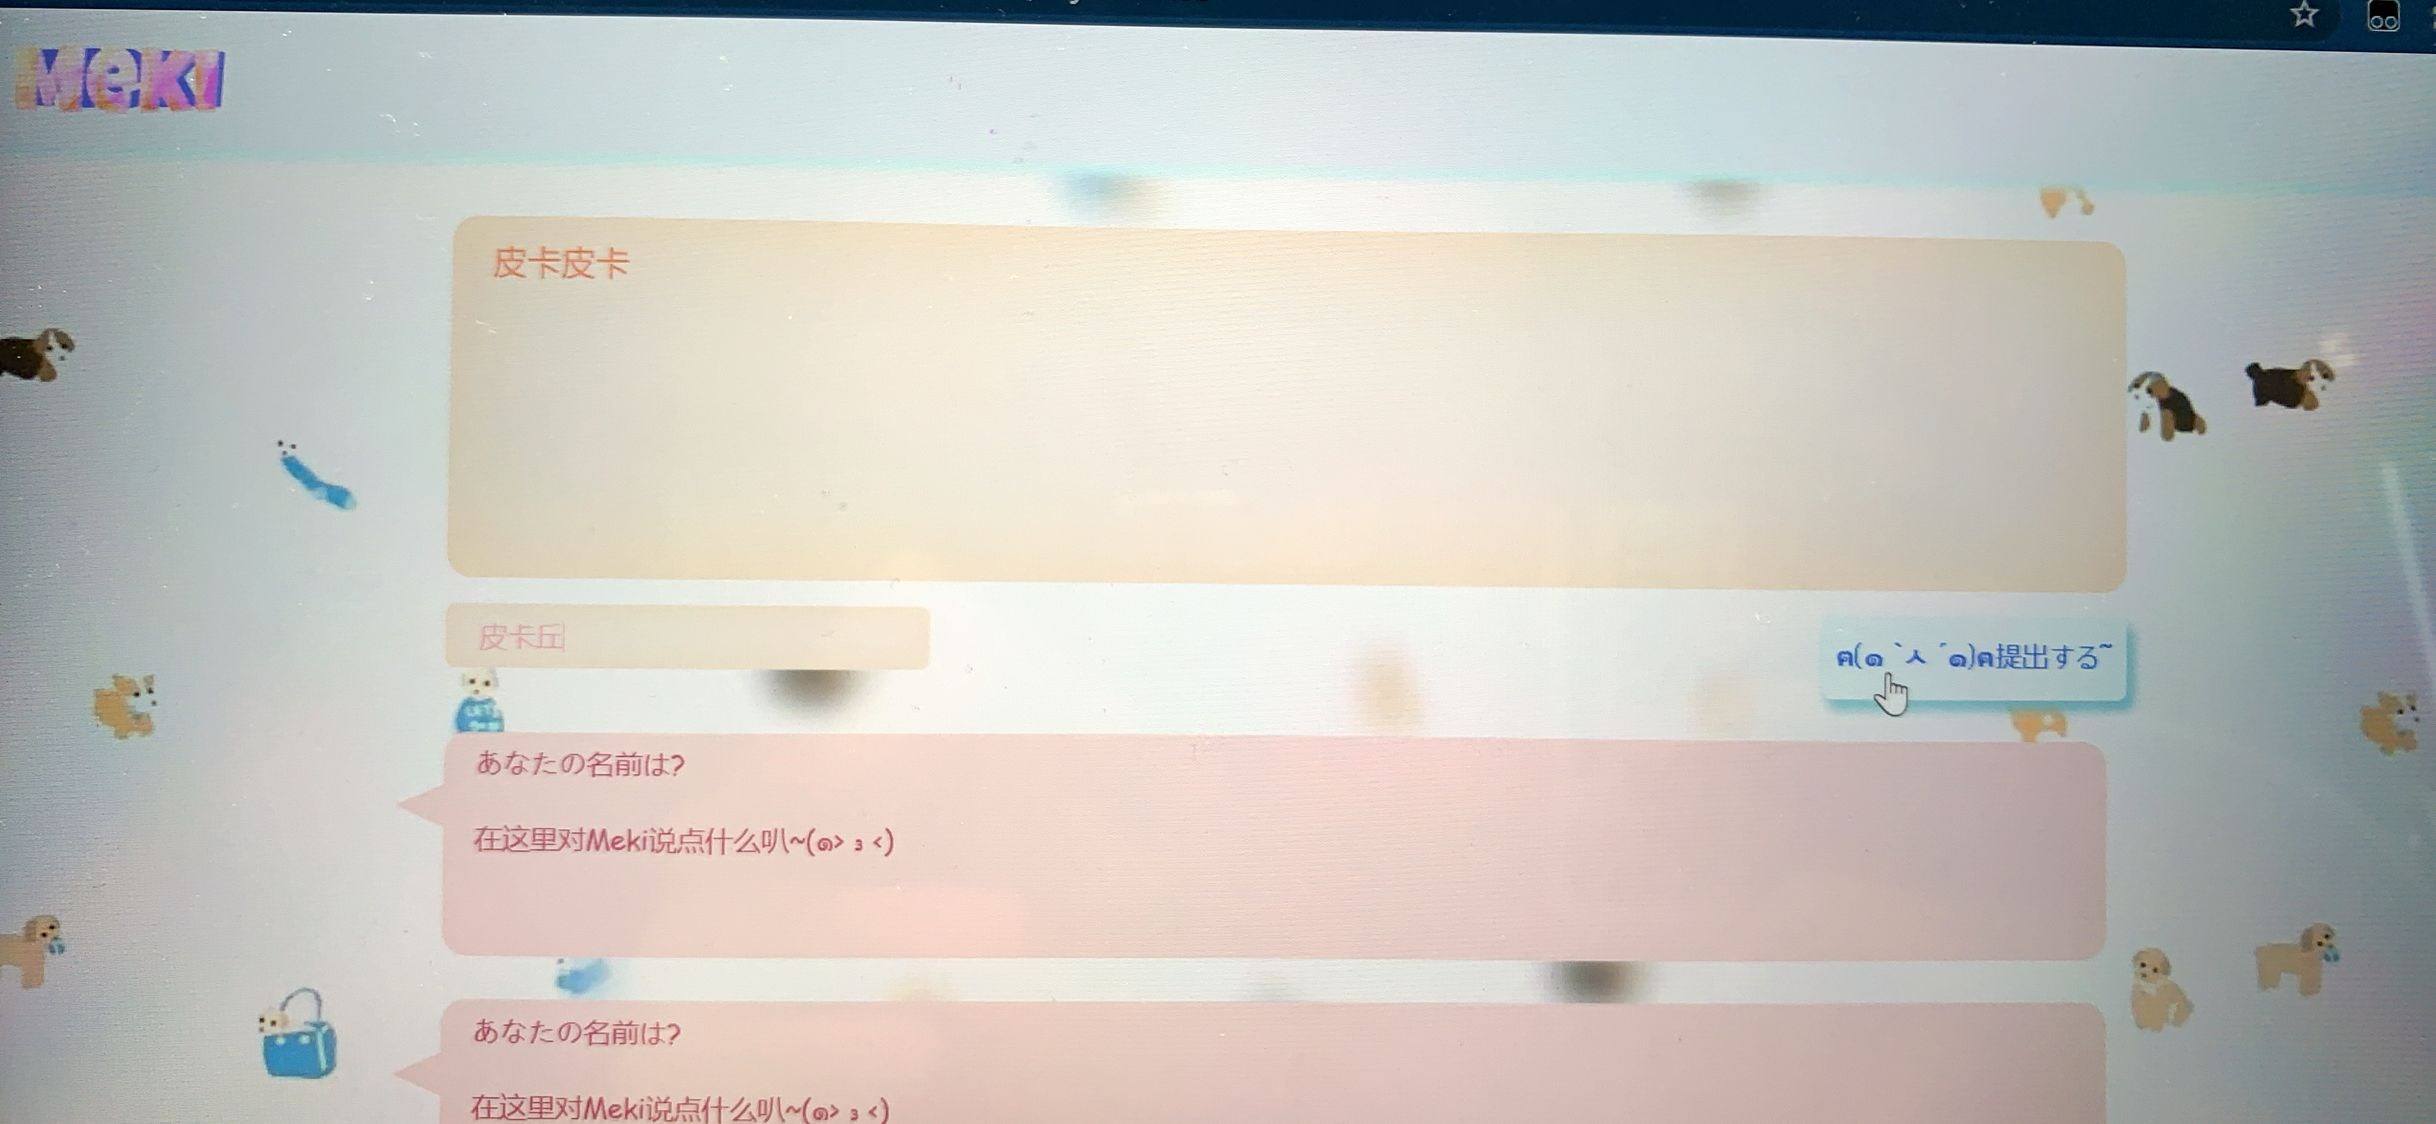 Meki
皮卡皮卡
皮卡丘
ฅ(๑˙⋏˙๑)ฅ提出する~
あなたの名前は?
在这里对Meki说点什么叭~(๑> ₃ <)
あなたの名前は?
在这里对Meki说点什么叭~(๑> ₃ <)